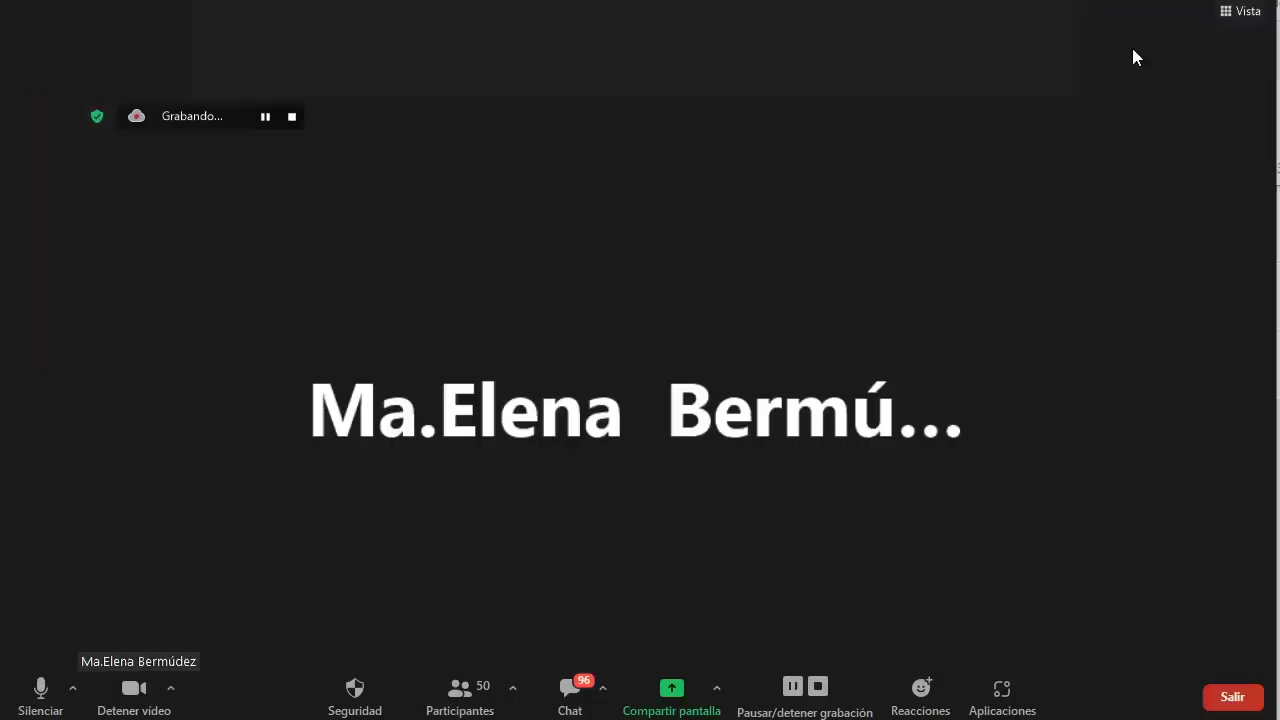 Vista
Grabando...
Ma.Elena Bermú...
Ma.Elena Bermúdez
50
96
Silenciar
Detener vídeo
Seguridad
Participantes
Chat
Compartir pantalla
Pausar/detener grabación
Reacciones
Aplicaciones
Salir